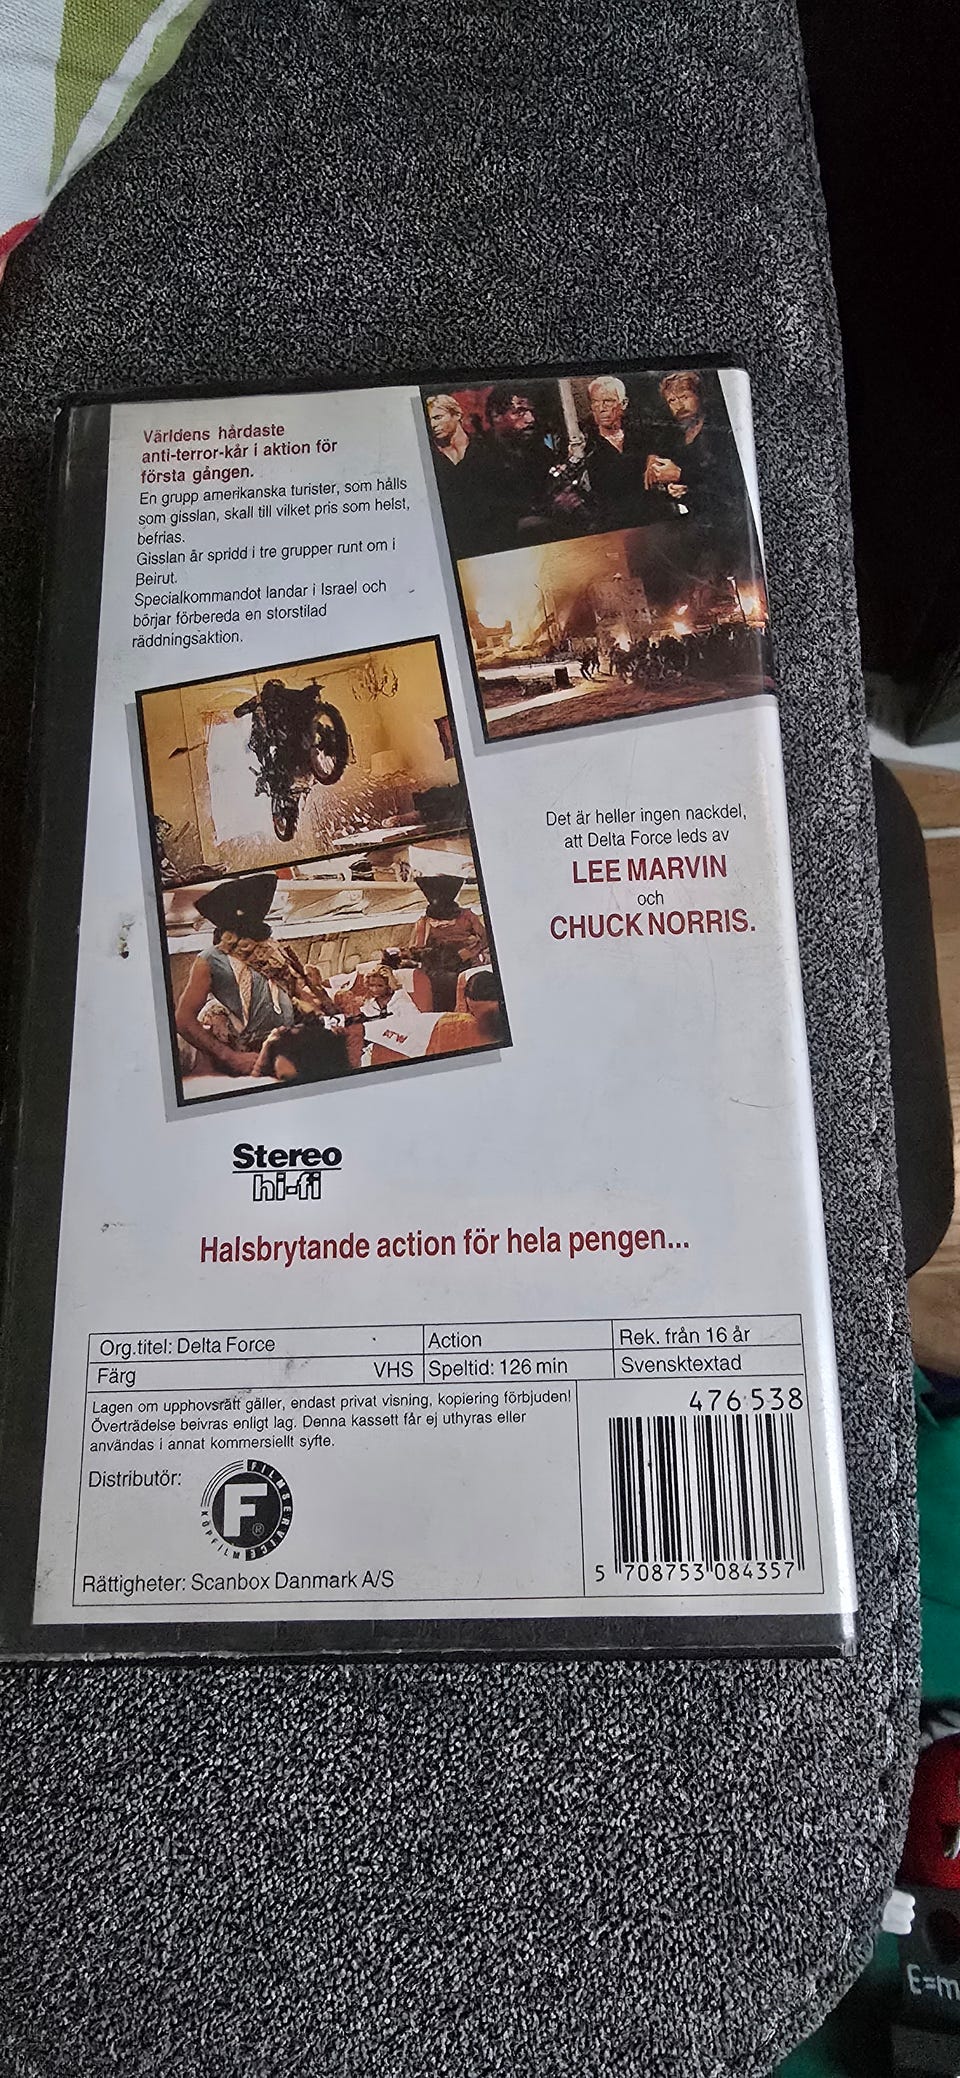 Världens hårdaste
anti-terror-kår i aktion för
första gången.
En grupp amerikanska turister, som hålls
som gisslan, skall till vilket pris som helst,
befrias.
Gisslan är spridd i tre grupper runt om i
Beirut.
Specialkommandot landar i Israel och
börjar förbereda en storstilad
räddningsaktion.
Det är heller ingen nackdel,
att Delta Force leds av
LEE MARVIN
och
CHUCK NORRIS.
ATW
Stereo
hi-fi
Halsbrytande action för hela pengen...
Org.titel: Delta Force Action Rek. från 16 år
Färg VHS Speltid: 126 min Svensktextad
Lagen om upphovsrätt gäller, endast privat visning, kopiering förbjuden!
Överträdelse beivras enligt lag. Denna kassett får ej uthyras eller
användas i annat kommersiellt syfte.
476538
Distributör:
FILMSERVICE
F®
KÖPFILM
Rättigheter: Scanbox Danmark A/S
5 708753 084357
E=m